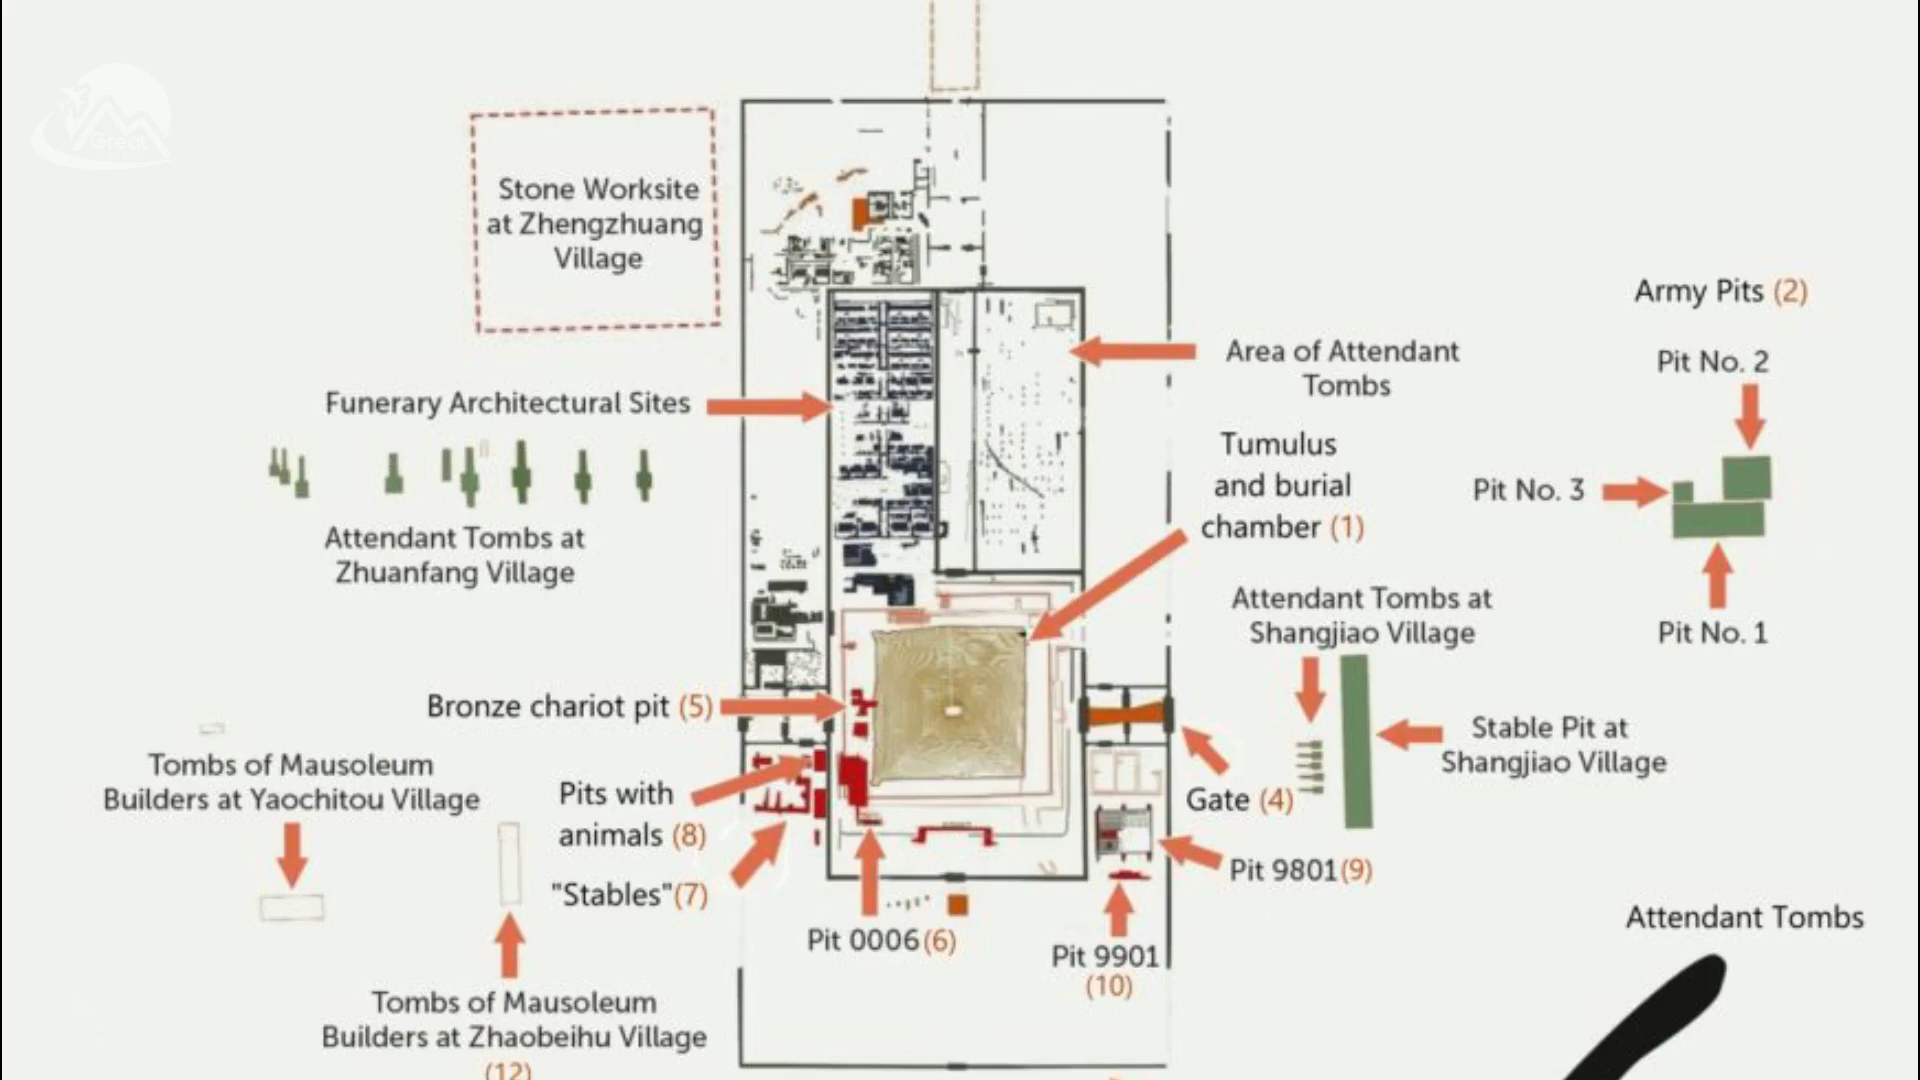 Great
Stone Worksite
at Zhengzhuang
Village
Army Pits (2)
Area of Attendant
Tombs
Pit No. 2
Funerary Architectural Sites
Tumulus
and burial
chamber (1)
Pit No. 3
Attendant Tombs at
Zhuanfang Village
Attendant Tombs at
Shangjiao Village
Pit No. 1
Bronze chariot pit (5)
Stable Pit at
Shangjiao Village
Tombs of Mausoleum
Builders at Yaochitou Village
Pits with
animals (8)
Gate (4)
"Stables"(7)
Pit 9801(9)
Pit 0006(6)
Pit 9901
(10)
Attendant Tombs
Tombs of Mausoleum
Builders at Zhaobeihu Village
(12)